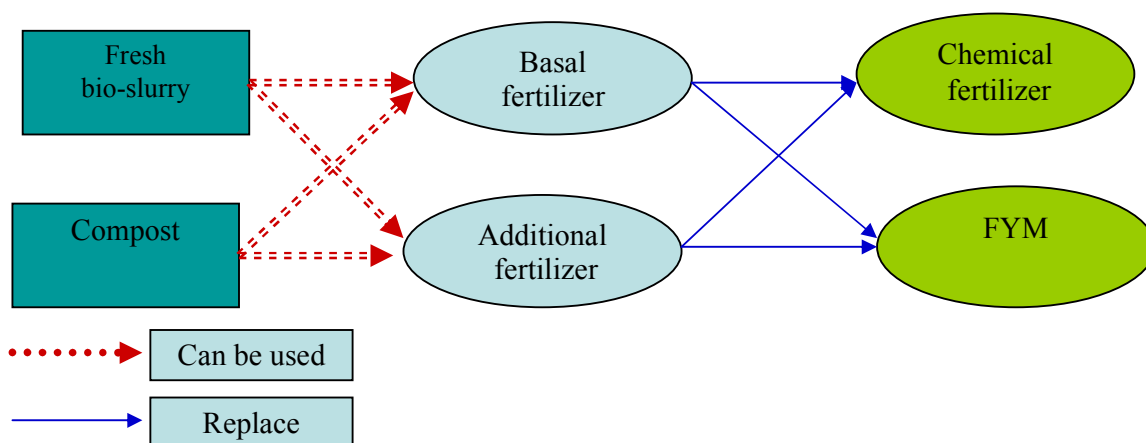 Fresh
bio-slurry
Basal
fertilizer
Chemical
fertilizer
Compost
Additional
fertilizer
FYM
Can be used
Replace